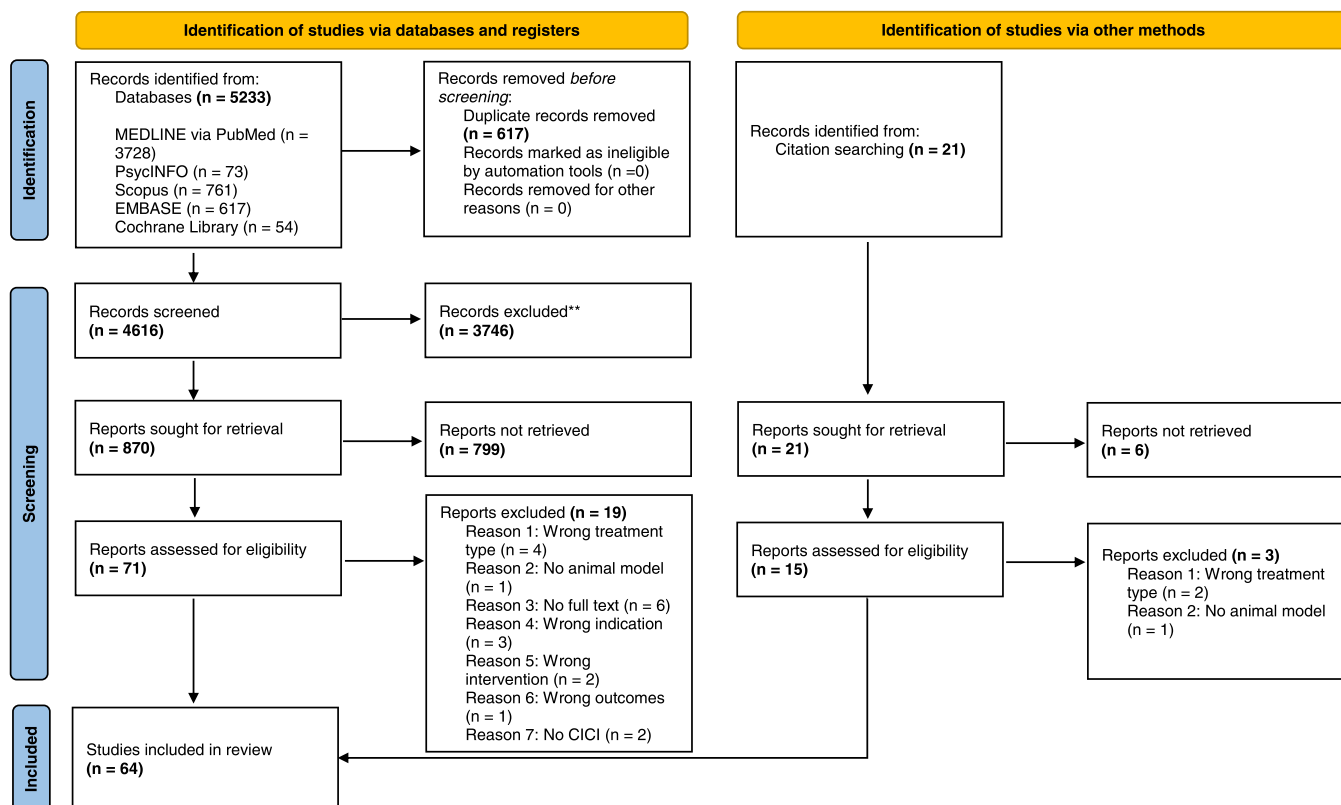 Identification of studies via databases and registers
Identification of studies via other methods
Identification
Records identified from:
Databases (n = 5233)
MEDLINE via PubMed (n =
3728)
PsycINFO (n = 73)
Scopus (n = 761)
EMBASE (n = 617)
Cochrane Library (n = 54)
Records removed before
screening:
Duplicate records removed
(n = 617)
Records marked as ineligible
by automation tools (n =0)
Records removed for other
reasons (n = 0)
Records identified from:
Citation searching (n = 21)
Screening
Records screened
(n = 4616)
Records excluded**
(n = 3746)
Reports sought for retrieval
(n = 870)
Reports not retrieved
(n = 799)
Reports sought for retrieval
(n = 21)
Reports not retrieved
(n = 6)
Reports assessed for eligibility
(n = 71)
Reports excluded (n = 19)
Reason 1: Wrong treatment
type (n = 4)
Reason 2: No animal model
(n = 1)
Reason 3: No full text (n = 6)
Reason 4: Wrong indication
(n = 3)
Reason 5: Wrong
intervention (n = 2)
Reason 6: Wrong outcomes
(n = 1)
Reason 7: No CICI (n = 2)
Reports assessed for eligibility
(n = 15)
Reports excluded (n = 3)
Reason 1: Wrong treatment
type (n = 2)
Reason 2: No animal model
(n = 1)
Included
Studies included in review
(n = 64)